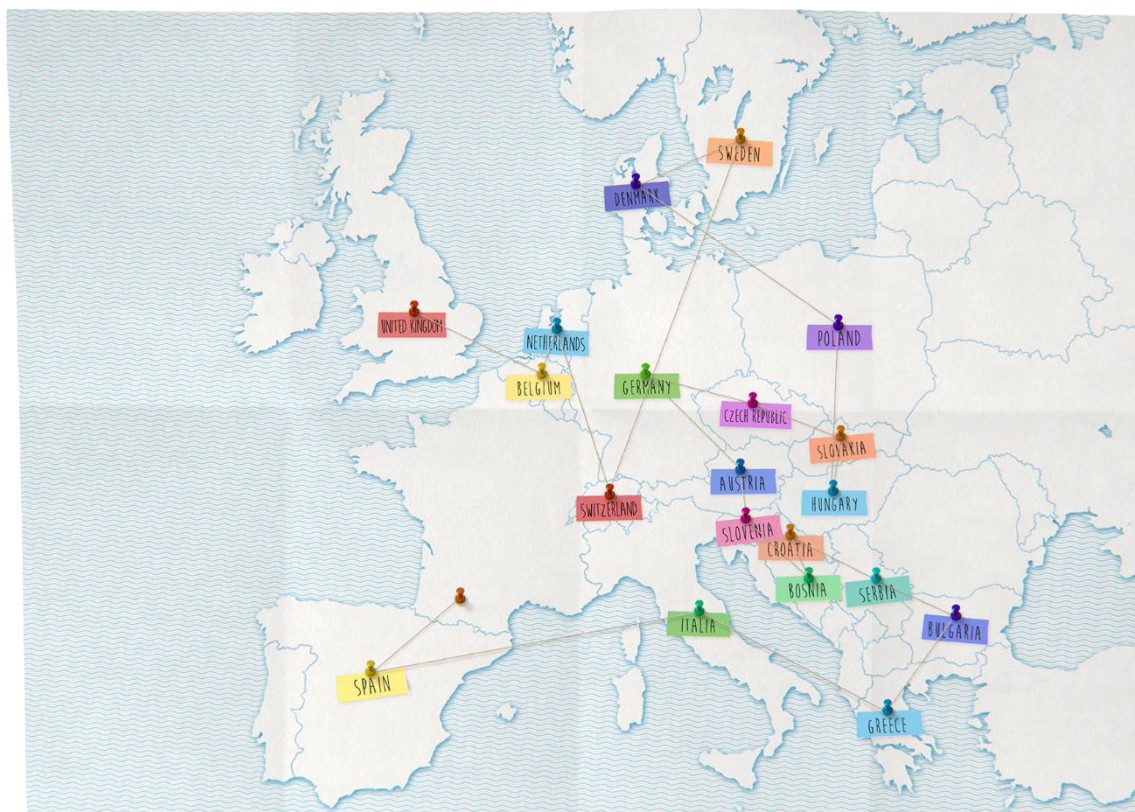 SWEDEN
DENMARK
UNITED KINGDOM
NETHERLANDS
POLAND
BELGIUM
GERMANY
CZECH REPUBLIC
SLOVAKIA
AUSTRIA
HUNGARY
SWITZERLAND
SLOVENIA
CROATIA
BOSNIA
SERBIA
ITALIA
BULGARIA
SPAIN
GREECE